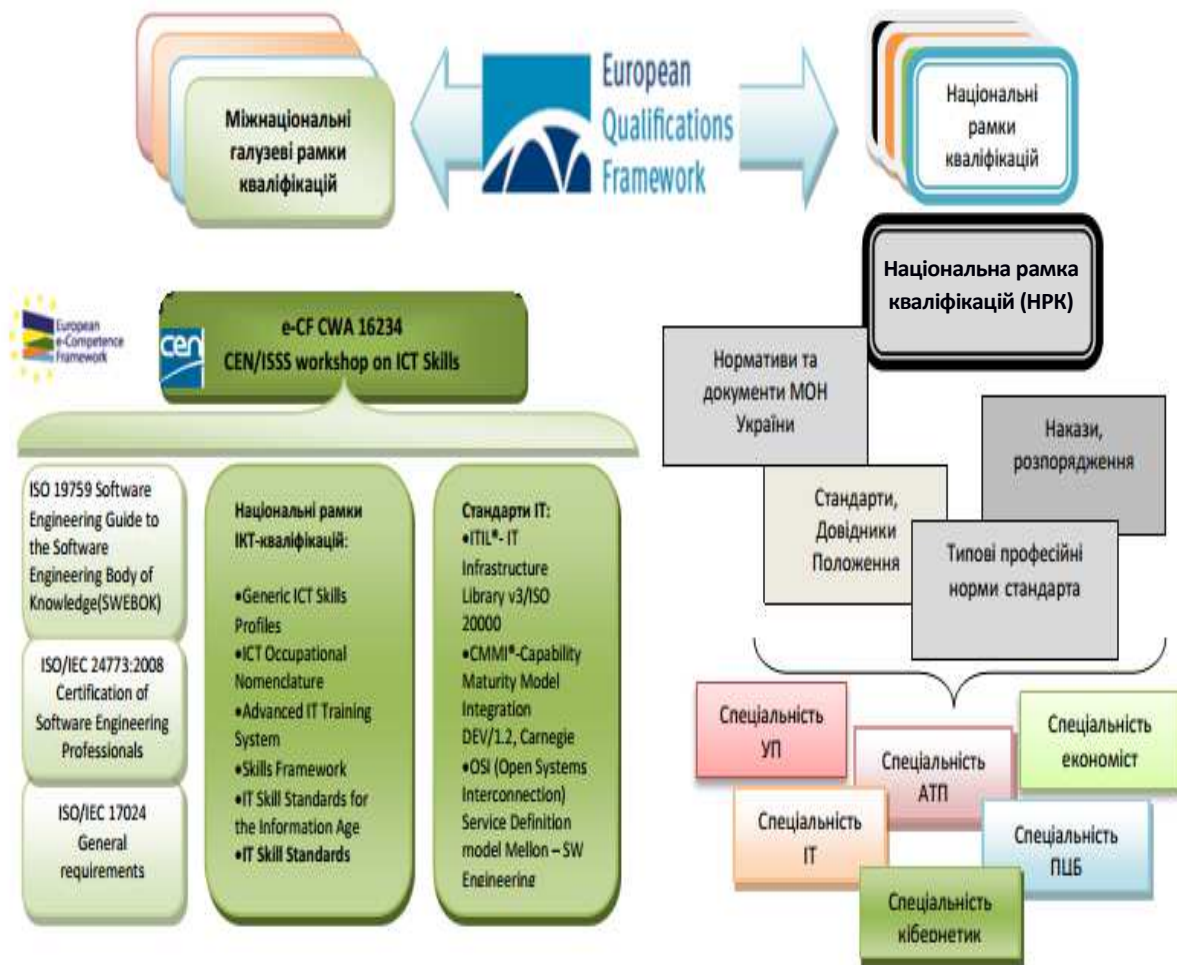 Міжнаціональні
галузеві рамки
кваліфікацій
European
Qualifications
Framework
Національні
рамки
кваліфікацій
Національна рамка
кваліфікацій (НРК)
European
e-Competence
Framework
cen
e-CF CWA 16234
CEN/ISSS workshop on ICT Skills
ISO 19759 Software
Engineering Guide to
the Software
Engineering Body of
Knowledge(SWEBOK)
ISO/IEC 24773:2008
Certification of
Software Engineering
Professionals
ISO/IEC 17024
General
requirements
Національні рамки
ІКТ-кваліфікацій:
•Generic ICT Skills
Profiles
•ICT Occupational
Nomenclature
•Advanced IT Training
System
•Skills Framework
•IT Skill Standards for
the Information Age
•IT Skill Standards
Стандарти ІТ:
•ITIL®- IT
Infrastructure
Library v3/ISO
20000
•CMMI®-Capability
Maturity Model
Integration
DEV/1.2, Carnegie
•OSI (Open Systems
Interconnection)
Service Definition
model Mellon – SW
Engineering
Нормативи та
документи МОН
України
Накази,
розпорядження
Стандарти,
Довідники
Положення
Типові професійні
норми стандарта
Спеціальність
УП
Спеціальність
АТП
Спеціальність
економіст
Спеціальність
ІТ
Спеціальність
ПЦБ
Спеціальність
кібернетик